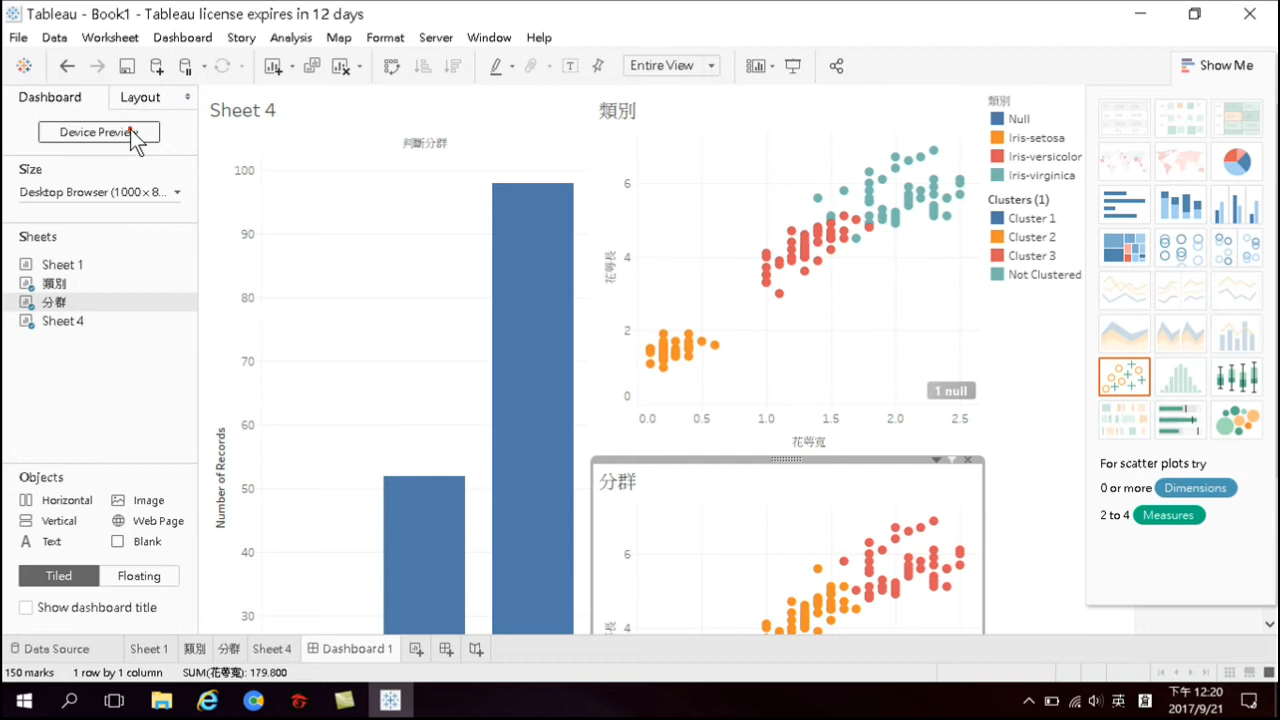 Tableau - Book1 - Tableau license expires in 12 days
File Data Worksheet Dashboard Story Analysis Map Format Server Window Help
Entire View
Show Me
Dashboard Layout
Device Preview
Size
Desktop Browser (1000 x 8...
Sheets
Sheet 1
類別
分群
Sheet 4
Objects
Horizontal Image
Vertical Web Page
A Text Blank
Tiled Floating
Show dashboard title
Sheet 4
判斷分群
100
90
80
70
60
50
40
30
Number of Records
類別
6
4
2
0
花萼長
0.0 0.5 1.0 1.5 2.0 2.5
花萼寬
1 null
類別
Null
Iris-setosa
Iris-versicolor
Iris-virginica
Clusters (1)
Cluster 1
Cluster 2
Cluster 3
Not Clustered
分群
6
4
For scatter plots try
0 or more Dimensions
2 to 4 Measures
Data Source Sheet 1 類別 分群 Sheet 4 Dashboard 1
150 marks 1 row by 1 column SUM(花萼寬): 179.800
英
下午 12:20
2017/9/21